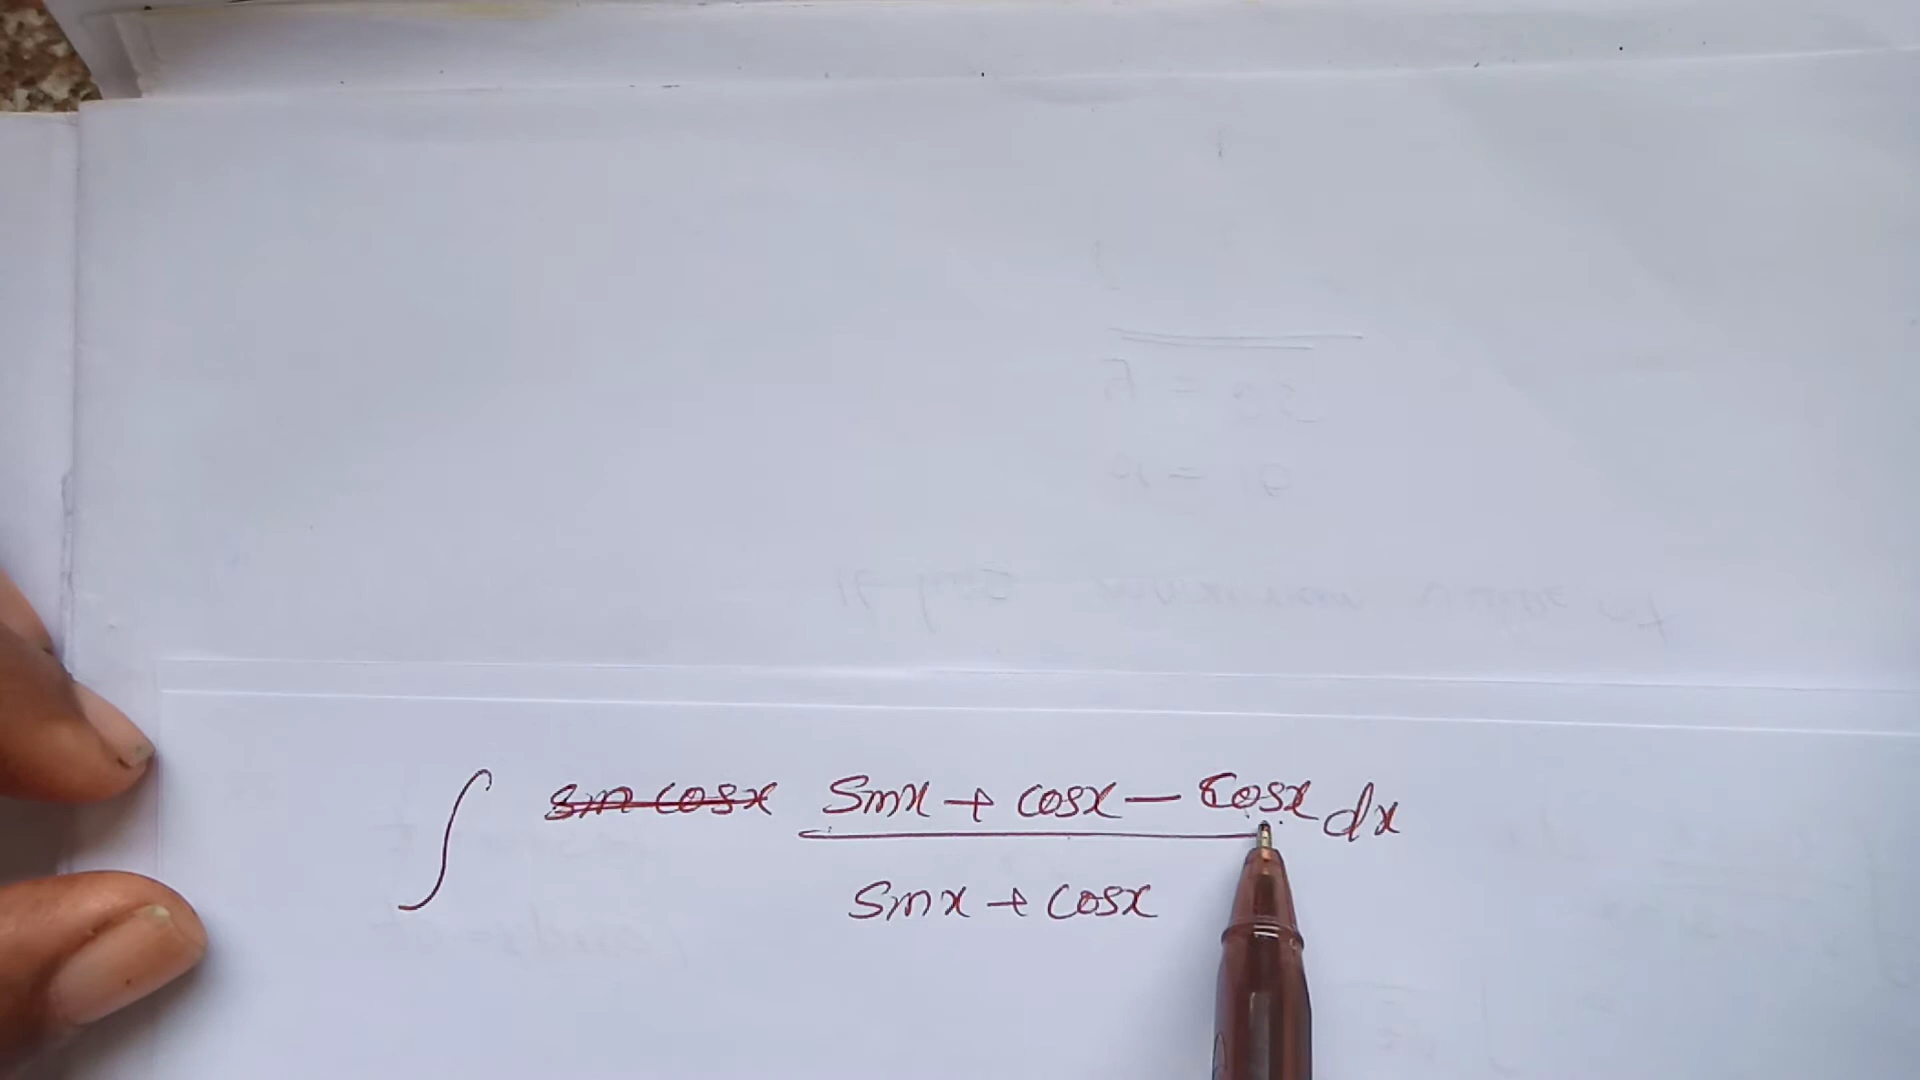 ∫ sin cosx sinx + cosx - cosx dx
sinx + cosx